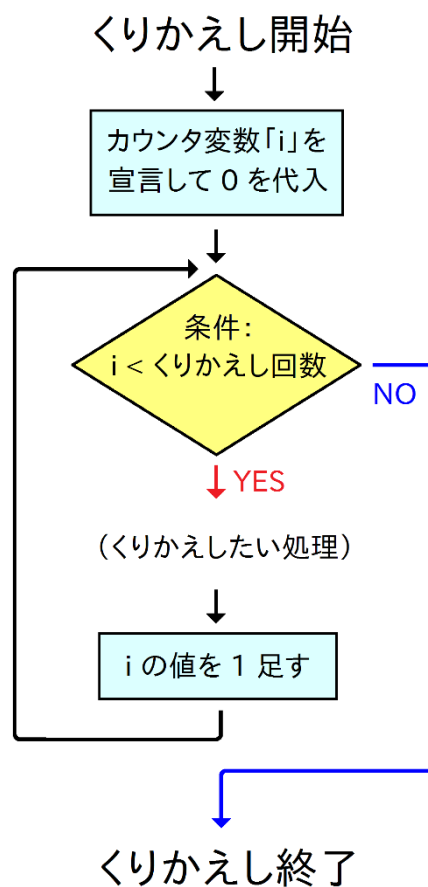 くりかえし開始
カウンタ変数「i」を
宣言して 0 を代入
条件:
i < くりかえし回数
NO
YES
（くりかえしたい処理）
i の値を 1 足す
くりかえし終了